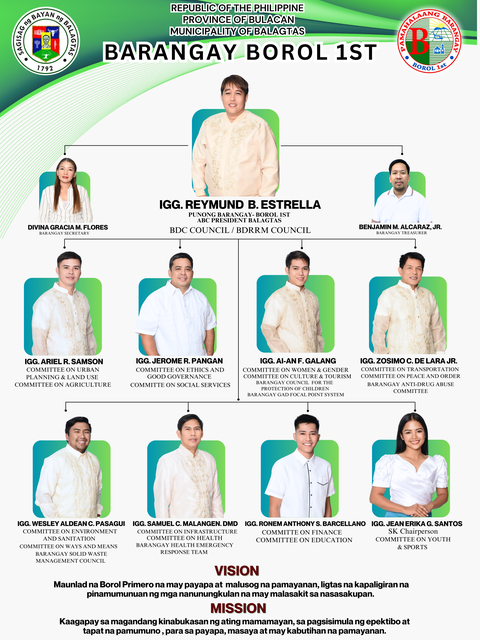 REPUBLIC OF THE PHILIPPINE
PROVINCE OF BULACAN
MUNICIPALITY OF BALAGTAS
BARANGAY BOROL 1ST
SAGISAG ng BAYAN ng BALAGTAS
1792
PAMAHALAANG BARANGAY
B
BOROL 1st
IGG. REYMUND B. ESTRELLA
PUNONG BARANGAY- BOROL 1ST
ABC PRESIDENT BALAGTAS
BDC COUNCIL / BDRRM COUNCIL
DIVINA GRACIA M. FLORES
BARANGAY SECRETARY
BENJAMIN M. ALCARAZ, JR.
BARANGAY TREASURER
IGG. ARIEL R. SAMSON
COMMITTEE ON URBAN
PLANNING & LAND USE
COMMITTEE ON AGRICULTURE
IGG. JEROME R. PANGAN
COMMITTEE ON ETHICS AND
GOOD GOVERNANCE
COMMITTE ON SOCIAL SERVICES
IGG. AI-AN F. GALANG
COMMITTEE ON WOMEN & GENDER
COMMITTEE ON CULTURE & TOURISM
BARANGAY COUNCIL FOR THE
PROTECTION OF CHILDREN
BARANGAY GAD FOCAL POINT SYSTEM
IGG. ZOSIMO C. DE LARA JR.
COMMITTEE ON TRANSPORTATION
COMMITTEE ON PEACE AND ORDER
BARANGAY ANTI-DRUG ABUSE
COMMITTEE
IGG. WESLEY ALDEAN C. PASAGUI
COMMITTEE ON ENVIRONMENT
AND SANITATION
COMMITTEE ON WAYS AND MEANS
BARANGAY SOLID WASTE
MANAGEMENT COUNCIL
IGG. SAMUEL C. MALANGEN. DMD
COMMITTEE ON INFRASTRUCTURE
COMMITTEE ON HEALTH
BARANGAY HEALTH EMERGENCY
RESPONSE TEAM
IGG. RONEM ANTHONY S. BARCELLANO
COMMITTE ON FINANCE
COMMITTEE ON EDUCATION
IGG. JEAN ERIKA G. SANTOS
SK Chairperson
COMMITTEE ON YOUTH
& SPORTS
VISION
Maunlad na Borol Primero na may payapa at malusog na pamayanan, ligtas na kapaligiran na
pinamumunuan ng mga nanunungkulan na may malasakit sa nasasakupan.
MISSION
Kaagapay sa magandang kinabukasan ng ating mamamayan, sa pagsisimula ng epektibo at
tapat na pamumuno , para sa payapa, masaya at may kabutihan na pamayanan.